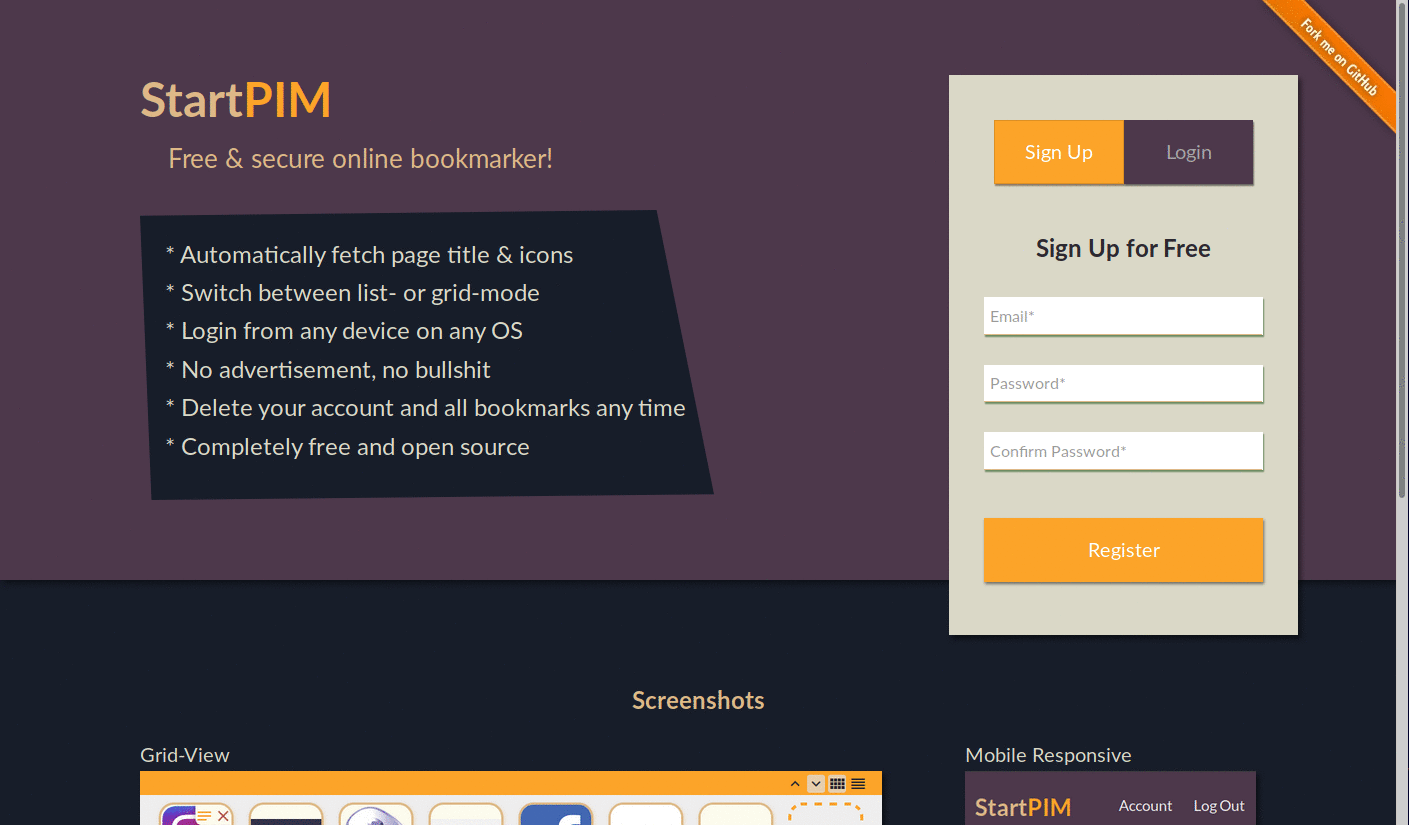 Fork me on GitHub
StartPIM
Free & secure online bookmarker!
* Automatically fetch page title & icons
* Switch between list- or grid-mode
* Login from any device on any OS
* No advertisement, no bullshit
* Delete your account and all bookmarks any time
* Completely free and open source
Sign Up
Login
Sign Up for Free
Email*
Password*
Confirm Password*
Register
Screenshots
Grid-View
Mobile Responsive
StartPIM
Account
Log Out